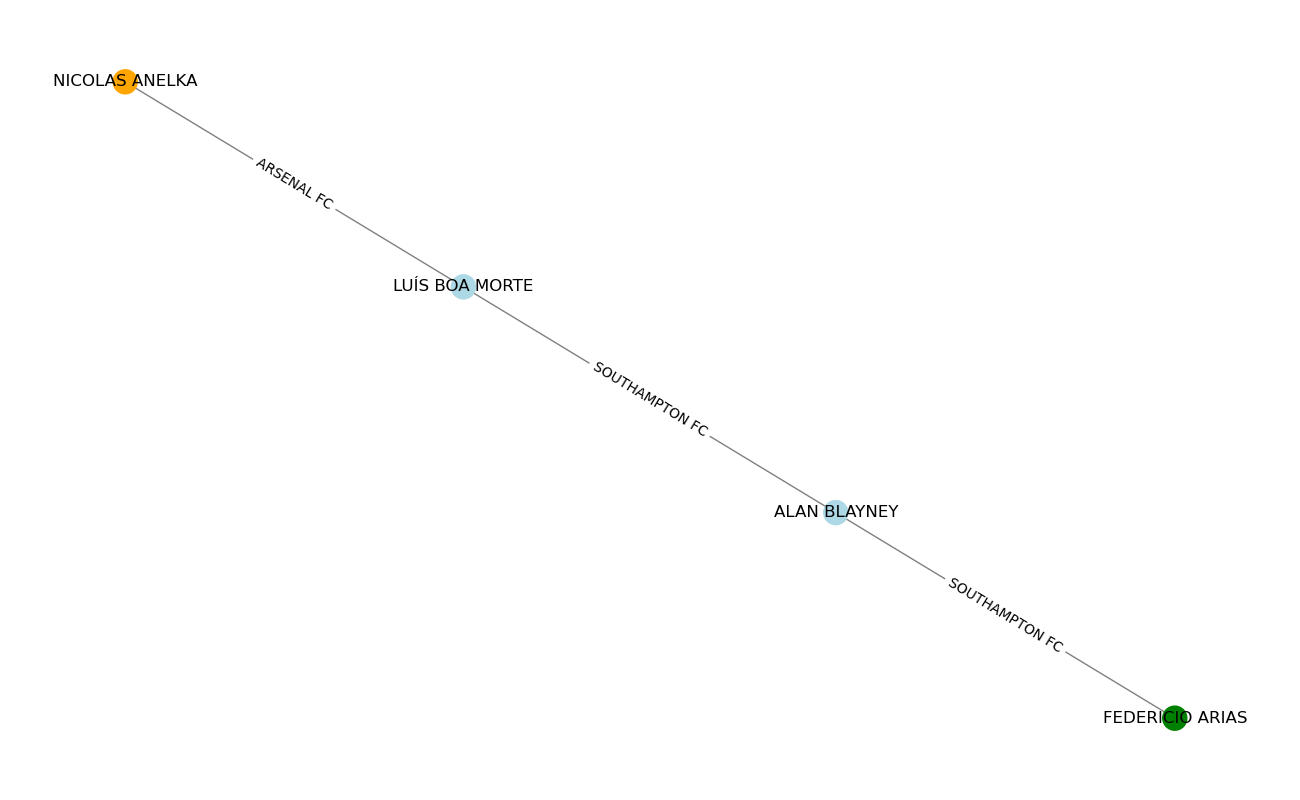 NICOLAS ANELKA
ARSENAL FC
LUÍS BOA MORTE
SOUTHAMPTON FC
ALAN BLAYNEY
SOUTHAMPTON FC
FEDERICIO ARIAS